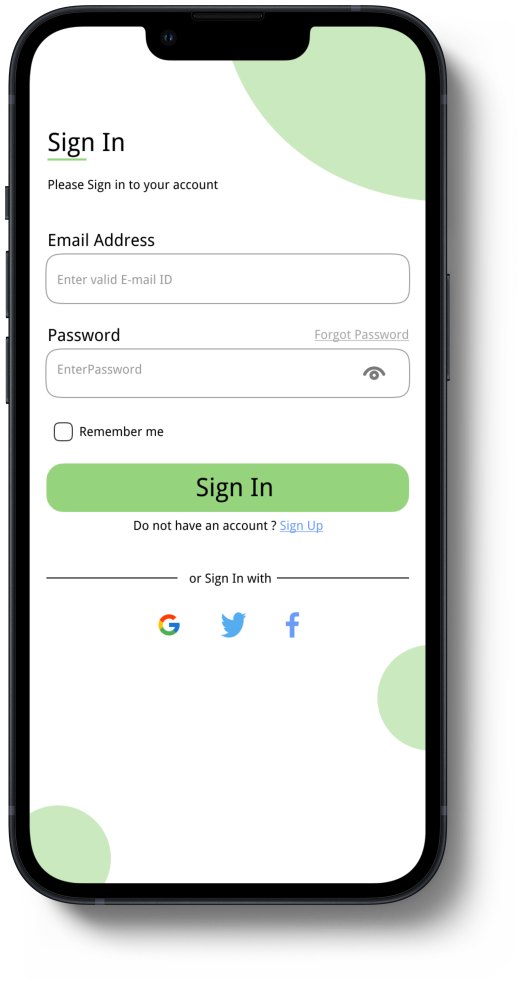 Sign In
Please Sign in to your account
Email Address
Enter valid E-mail ID
Password Forgot Password
EnterPassword
Remember me
Sign In
Do not have an account ? Sign Up
or Sign In with